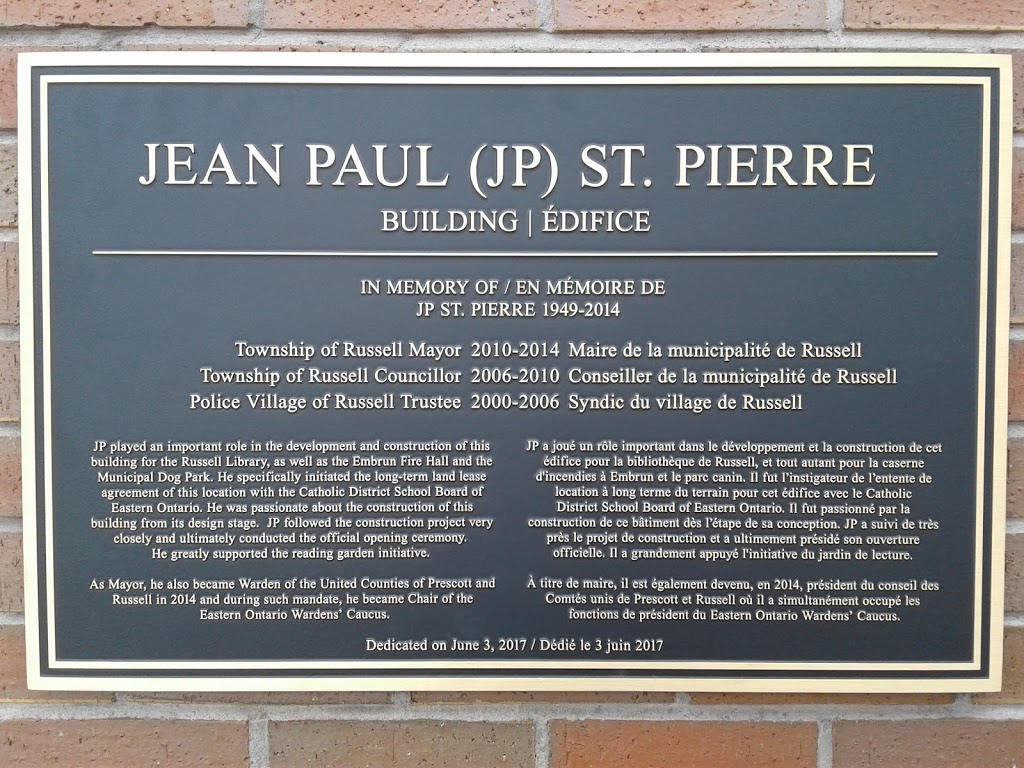 JEAN PAUL (JP) ST. PIERRE
BUILDING | ÉDIFICE
IN MEMORY OF / EN MÉMOIRE DE
JP ST. PIERRE 1949-2014
Township of Russell Mayor 2010-2014 Maire de la municipalité de Russell
Township of Russell Councillor 2006-2010 Conseiller de la municipalité de Russell
Police Village of Russell Trustee 2000-2006 Syndic du village de Russell
JP played an important role in the development and construction of this
building for the Russell Library, as well as the Embrun Fire Hall and the
Municipal Dog Park. He specifically initiated the long-term land lease
agreement of this location with the Catholic District School Board of
Eastern Ontario. He was passionate about the construction of this
building from its design stage. JP followed the construction project very
closely and ultimately conducted the official opening ceremony.
He greatly supported the reading garden initiative.
As Mayor, he also became Warden of the United Counties of Prescott and
Russell in 2014 and during such mandate, he became Chair of the
Eastern Ontario Wardens' Caucus.
JP a joué un rôle important dans le développement et la construction de cet
édifice pour la bibliothèque de Russell, et tout autant pour la caserne
d'incendies à Embrun et le parc canin. Il fut l'instigateur de l'entente de
location à long terme du terrain pour cet édifice avec le Catholic
District School Board of Eastern Ontario. Il fut passionné par la
construction de ce bâtiment dès l'étape de sa conception. JP a suivi de très
près le projet de construction et a ultimement présidé son ouverture
officielle. Il a grandement appuyé l'initiative du jardin de lecture.
À titre de maire, il est également devenu, en 2014, président du conseil des
Comtés unis de Prescott et Russell où il a simultanément occupé les
fonctions de président du Eastern Ontario Wardens' Caucus.
Dedicated on June 3, 2017 / Dédié le 3 juin 2017